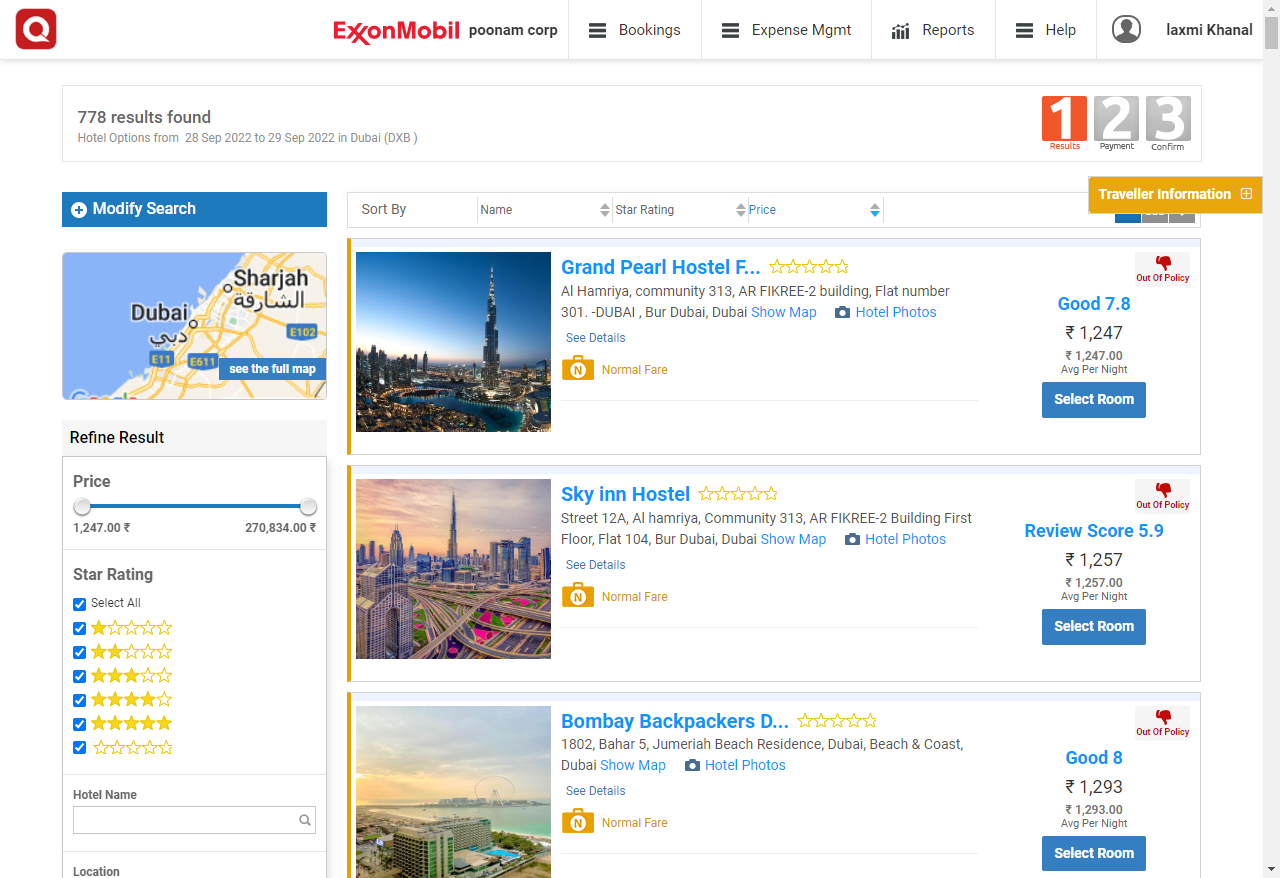 Q
ExxonMobil poonam corp
Bookings
Expense Mgmt
Reports
Help
laxmi Khanal
778 results found
Hotel Options from 28 Sep 2022 to 29 Sep 2022 in Dubai (DXB )
1 2 3
Results Payment Confirm
Traveller Information
Modify Search
Sharjah
الشارقة
Dubai
دبي
E102
E11
E611
see the full map
Google
Refine Result
Price
1,247.00 ₹ 270,834.00 ₹
Star Rating
Select All
Hotel Name
Location
Sort By Name Star Rating Price
Grand Pearl Hostel F...
Al Hamriya, community 313, AR FIKREE-2 building, Flat number
301. -DUBAI , Bur Dubai, Dubai Show Map Hotel Photos
See Details
N Normal Fare
Out Of Policy
Good 7.8
₹ 1,247
₹ 1,247.00
Avg Per Night
Select Room
Sky inn Hostel
Street 12A, Al hamriya, Community 313, AR FIKREE-2 Building First
Floor, Flat 104, Bur Dubai, Dubai Show Map Hotel Photos
See Details
N Normal Fare
Out Of Policy
Review Score 5.9
₹ 1,257
₹ 1,257.00
Avg Per Night
Select Room
Bombay Backpackers D...
1802, Bahar 5, Jumeriah Beach Residence, Dubai, Beach & Coast,
Dubai Show Map Hotel Photos
See Details
N Normal Fare
Out Of Policy
Good 8
₹ 1,293
₹ 1,293.00
Avg Per Night
Select Room